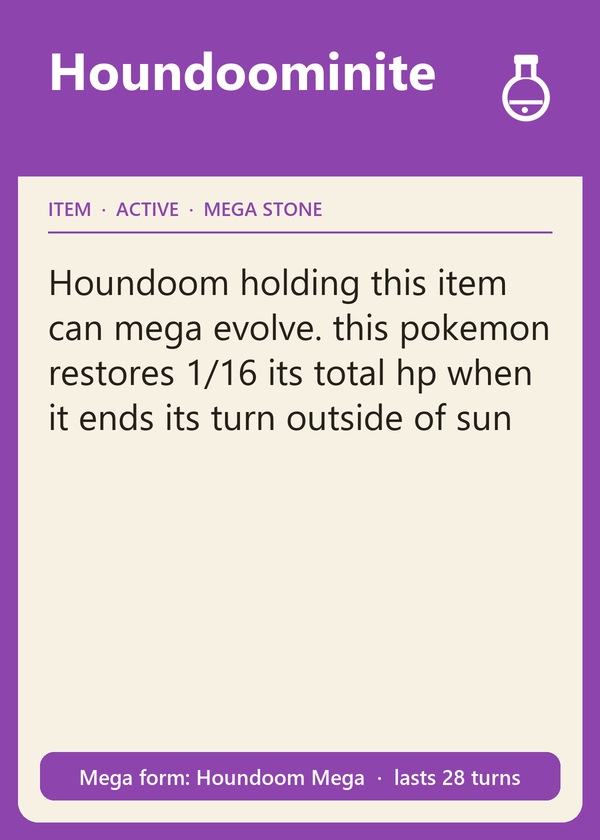 Houndoominite
ITEM · ACTIVE · MEGA STONE
Houndoom holding this item
can mega evolve. this pokemon
restores 1/16 its total hp when
it ends its turn outside of sun
Mega form: Houndoom Mega · lasts 28 turns